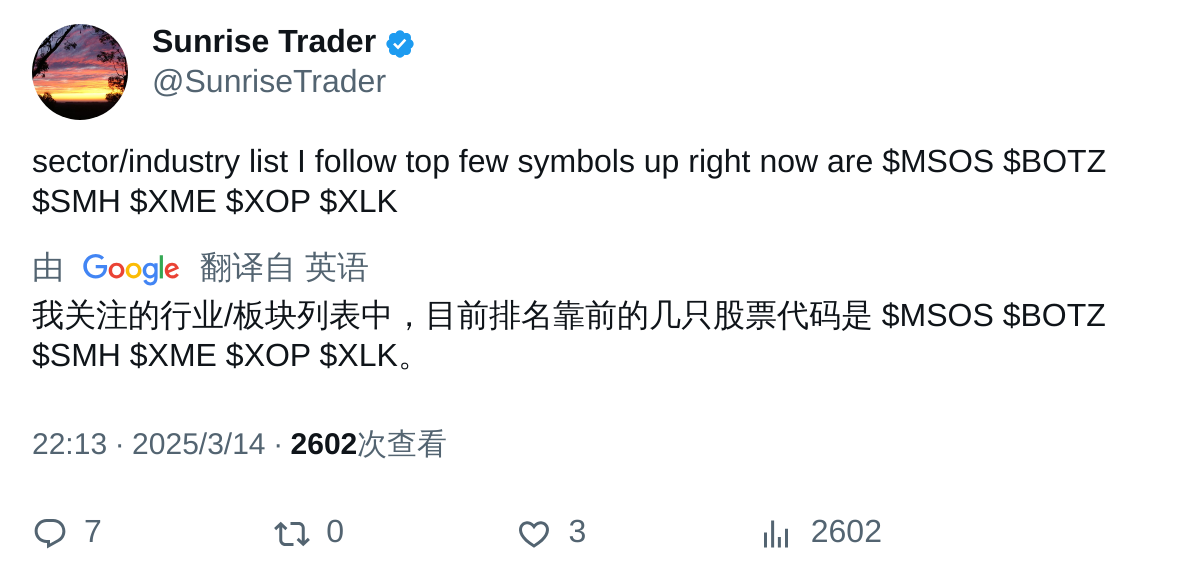 Sunrise Trader
@SunriseTrader
sector/industry list I follow top few symbols up right now are $MSOS $BOTZ
$SMH $XME $XOP $XLK
由 Google 翻译自 英语
我关注的行业/板块列表中，目前排名靠前的几只股票代码是 $MSOS $BOTZ
$SMH $XME $XOP $XLK。
22:13 · 2025/3/14 · 2602次查看
7 0 3 2602